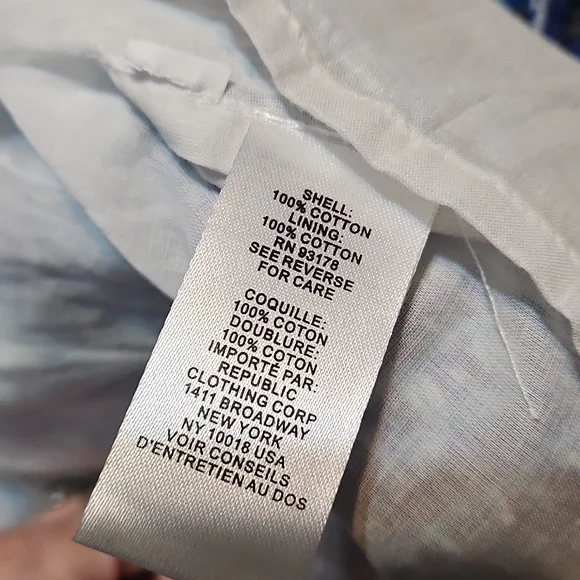 SHELL:
100% COTTON
LINING:
100% COTTON
RN 93178
SEE REVERSE
FOR CARE
COQUILLE:
100% COTON
DOUBLURE:
100% COTON
IMPORTÉ PAR.
REPUBLIC
CLOTHING CORP
1411 BROADWAY
NEW YORK
NY 10018 USA
VOIR CONSEILS
D'ENTRETIEN AU DOS